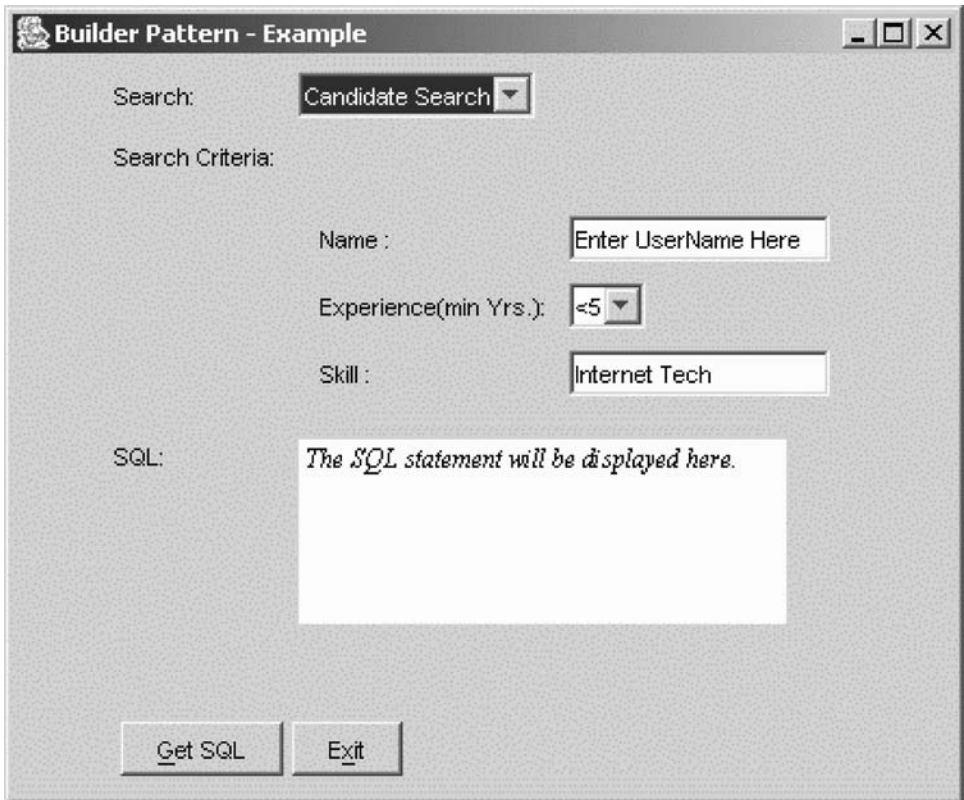 Builder Pattern - Example
Search:
Candidate Search
Search Criteria:
Name :
Enter UserName Here
Experience(min Yrs.):
<5
Skill :
Internet Tech
SQL:
The SQL statement will be displayed here.
Get SQL
Exit